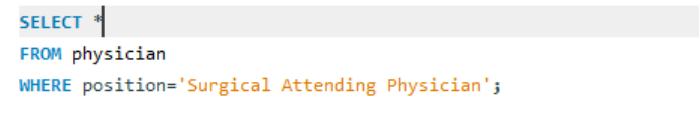 SELECT *
FROM physician
WHERE position='Surgical Attending Physician';